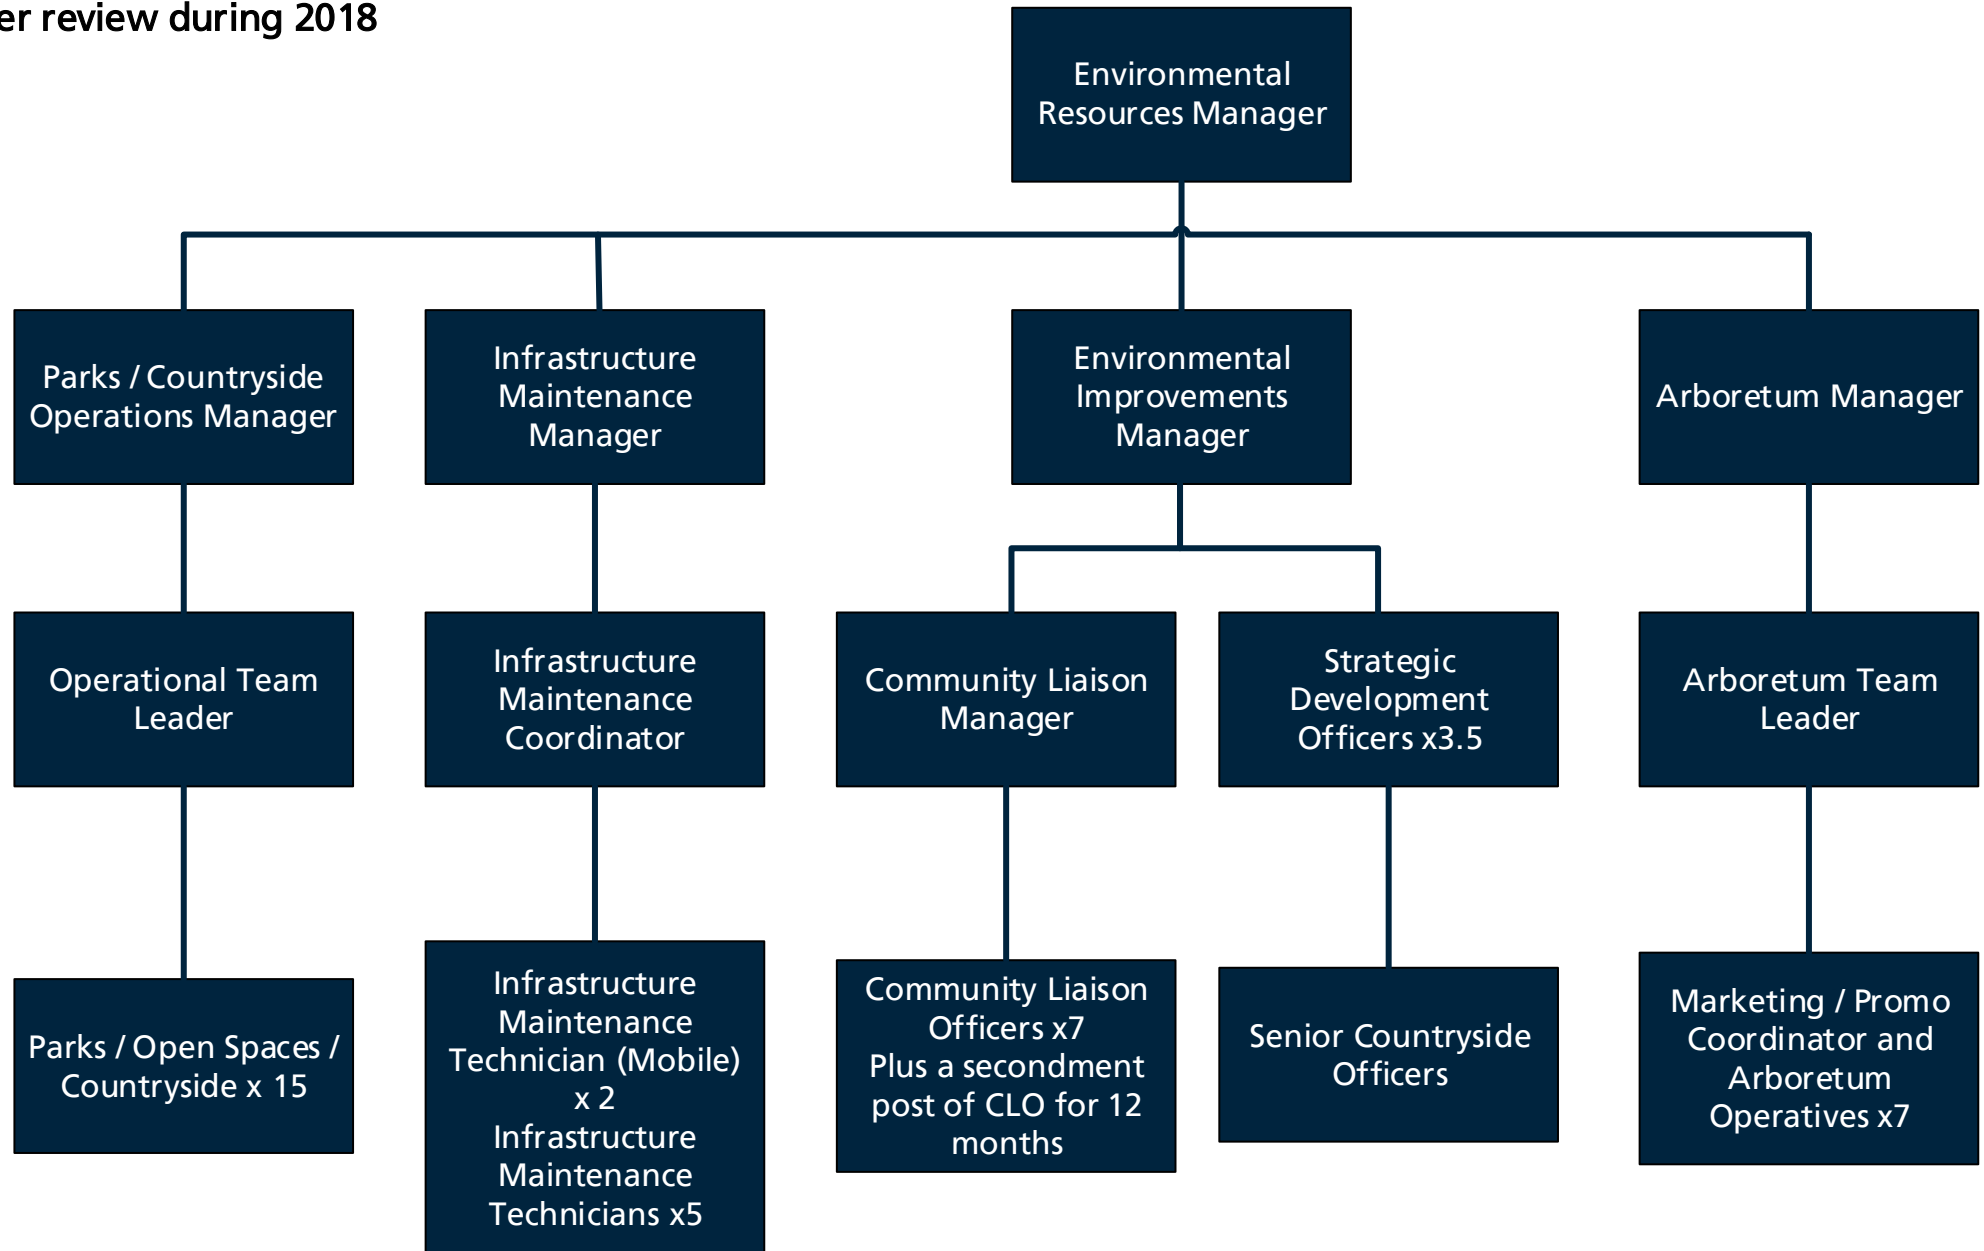 er review during 2018
Environmental
Resources Manager
Parks / Countryside
Operations Manager
Infrastructure
Maintenance
Manager
Environmental
Improvements
Manager
Arboretum Manager
Operational Team
Leader
Infrastructure
Maintenance
Coordinator
Community Liaison
Manager
Strategic
Development
Officers x3.5
Arboretum Team
Leader
Parks / Open Spaces /
Countryside x 15
Infrastructure
Maintenance
Technician (Mobile)
x 2
Infrastructure
Maintenance
Technicians x5
Community Liaison
Officers x7
Plus a secondment
post of CLO for 12
months
Senior Countryside
Officers
Marketing / Promo
Coordinator and
Arboretum
Operatives x7